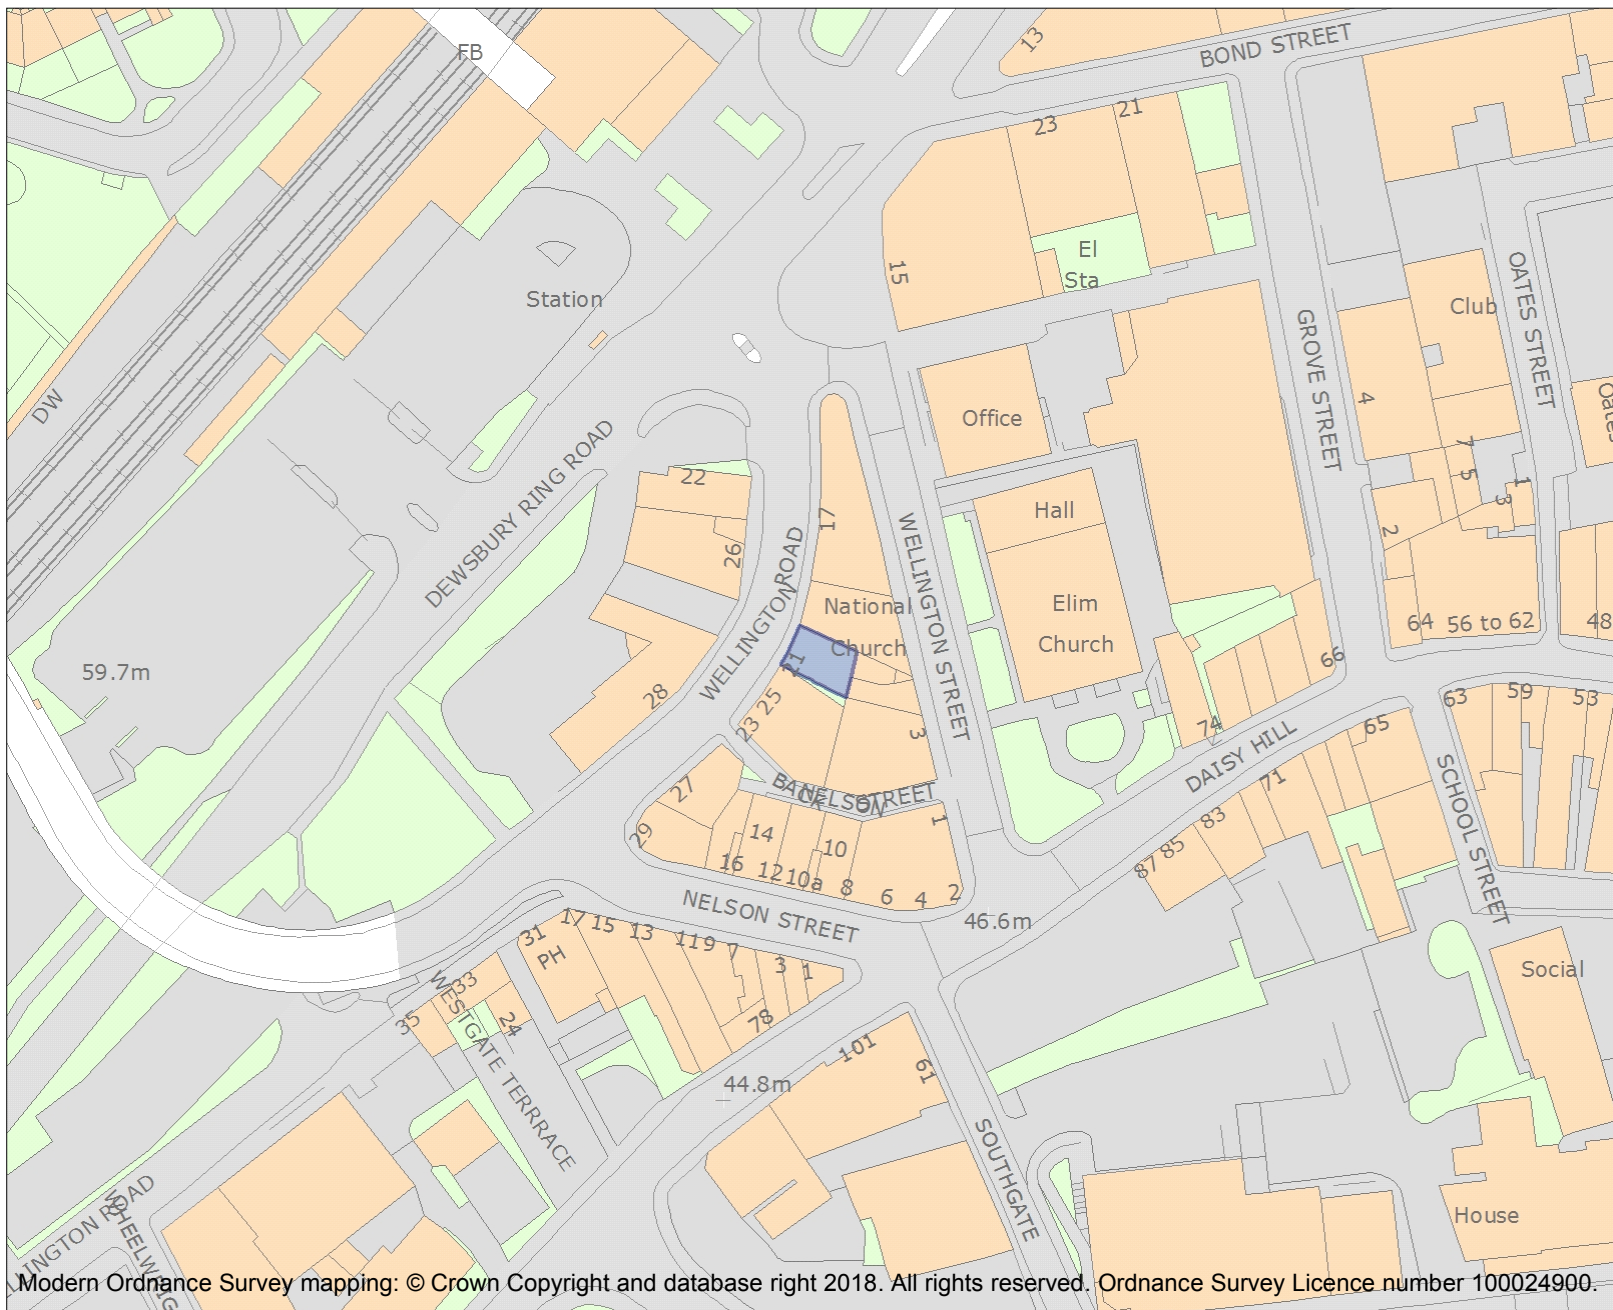 FB
13
BOND STREET
23
21
El
Sta
15
Station
OATES STREET
Club
GROVE STREET
DW
4
Office
DEWSBURY RING ROAD
22
7
5
1
3
Hall
17
26
2
WELLINGTON ROAD
WELLINGTON STREET
National
Church
Elim
Church
64
56 to 62
48
21
66
59.7m
28
25
23
3
74
63
59
53
65
DAISY HILL
71
BACK NELSON STREET
27
29
14
16
12
10a
10
8
6
4
2
1
83
85
87
SCHOOL STREET
NELSON STREET
46.6m
31
PH
17
15
13
11
9
7
3
1
78
33
35
24
WESTGATE TERRRACE
Social
101
61
44.8m
SOUTHGATE
House
LLINGTON ROAD
WHEELWRIG
Modern Ordnance Survey mapping: © Crown Copyright and database right 2018. All rights reserved. Ordnance Survey Licence number 100024900.